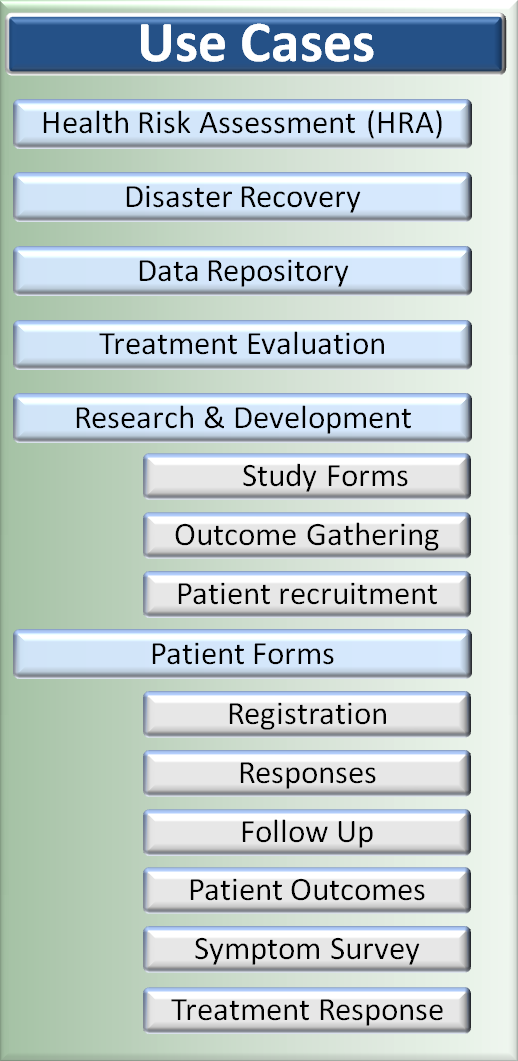 Use Cases
Health Risk Assessment (HRA)
Disaster Recovery
Data Repository
Treatment Evaluation
Research & Development
Study Forms
Outcome Gathering
Patient recruitment
Patient Forms
Registration
Responses
Follow Up
Patient Outcomes
Symptom Survey
Treatment Response